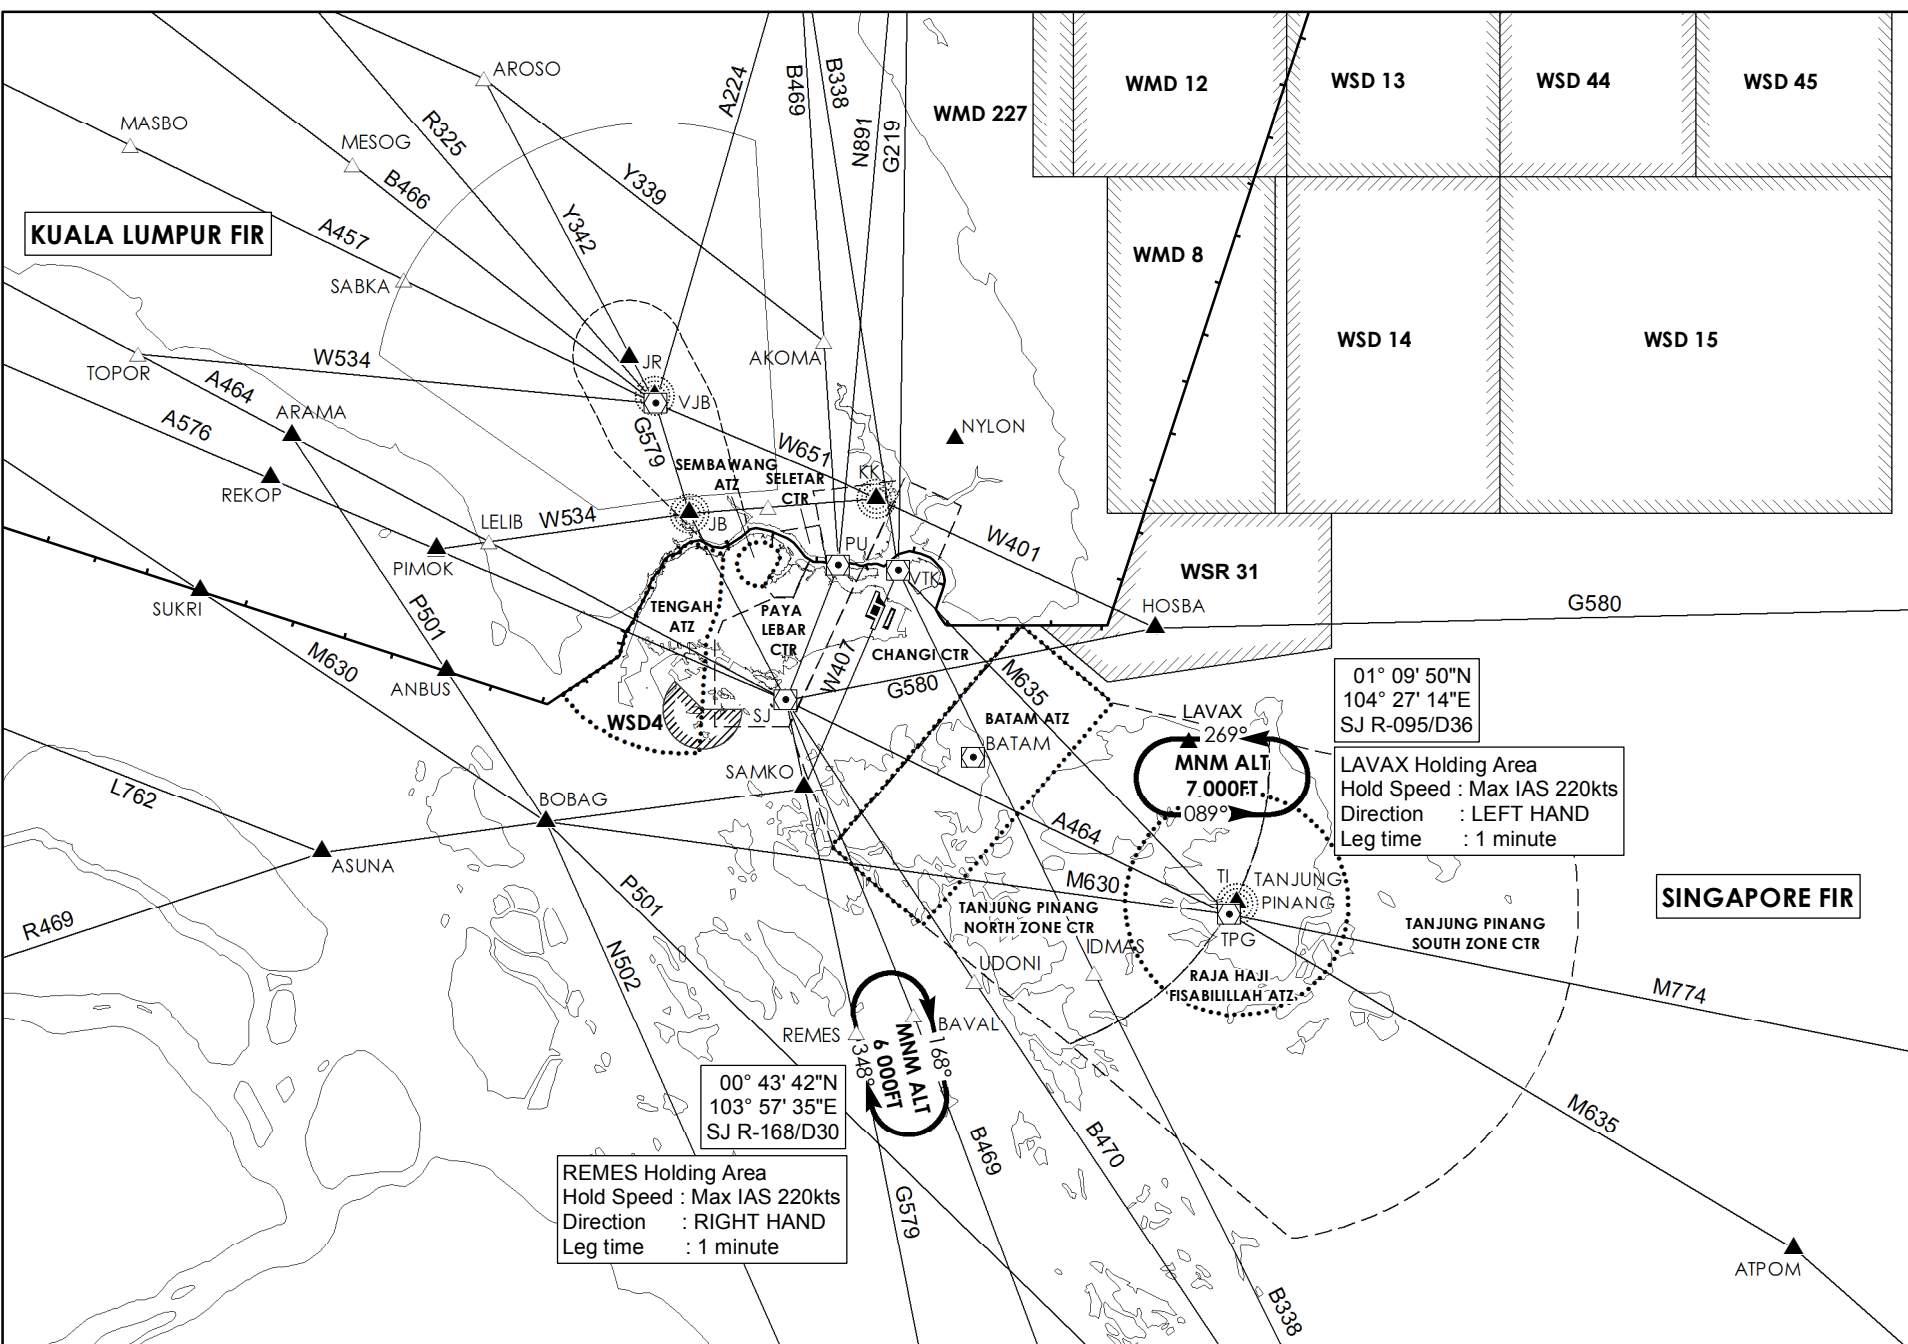 AROSO
MASBO
MESOG
R325
B466
A224
B469
B338
N891
G219
WMD 227
WMD 12
WSD 13
WSD 44
WSD 45
Y339
Y342
KUALA LUMPUR FIR
A457
SABKA
WMD 8
WSD 14
WSD 15
TOPOR
W534
A464
ARAMA
A576
REKOP
JR
VJB
AKOMA
G579
W651
NYLON
SEMBAWANG
ATZ
SELETAR
CTR
KK
LELIB
W534
JB
PIMOK
PU
VTK
W401
WSR 31
HOSBA
G580
SUKRI
P501
M630
ANBUS
TENGAH
ATZ
PAYA
LEBAR
CTR
W407
CHANGI CTR
G580
M635
WSD4
SJ
BATAM ATZ
BATAM
LAVAX
269°
MNM ALT
7 000FT
089°
01° 09' 50"N
104° 27' 14"E
SJ R-095/D36
LAVAX Holding Area
Hold Speed : Max IAS 220kts
Direction : LEFT HAND
Leg time : 1 minute
SAMKO
BOBAG
L762
ASUNA
R469
P501
N502
A464
M630
TI
TANJUNG
PINANG
TPG
TANJUNG PINANG
NORTH ZONE CTR
TANJUNG PINANG
SOUTH ZONE CTR
SINGAPORE FIR
IDMAS
UDONI
RAJA HAJI
FISABILILLAH ATZ
M774
REMES
BAVAL
MNM ALT
6 000FT
168°
348°
00° 43' 42"N
103° 57' 35"E
SJ R-168/D30
REMES Holding Area
Hold Speed : Max IAS 220kts
Direction : RIGHT HAND
Leg time : 1 minute
G579
B469
B470
B338
M635
ATPOM